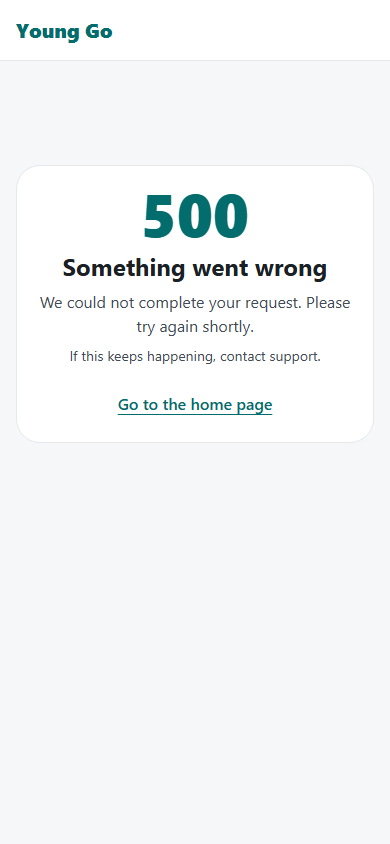 Young Go
500
Something went wrong
We could not complete your request. Please
try again shortly.
If this keeps happening, contact support.
Go to the home page